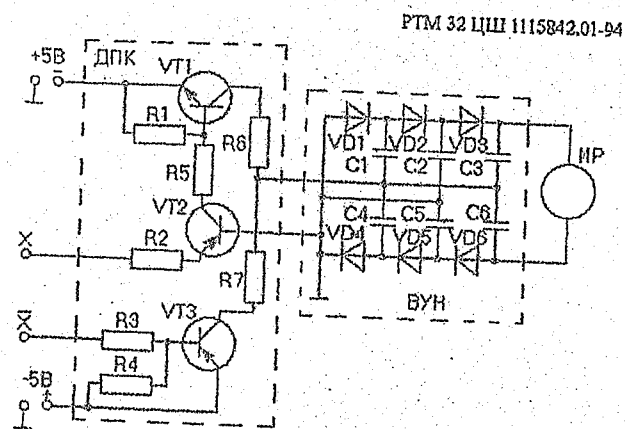 РТМ 32 ЦШ 1115842.01-94
+5В
ДПК
VT1
R1
R8
R5
VD1
VD2
VD3
C1
C2
C3
ИР
VT2
C4
C5
C6
X
R2
VD4
VD5
VD6
R7
ВУН
VT3
X̅
R3
R4
-5В